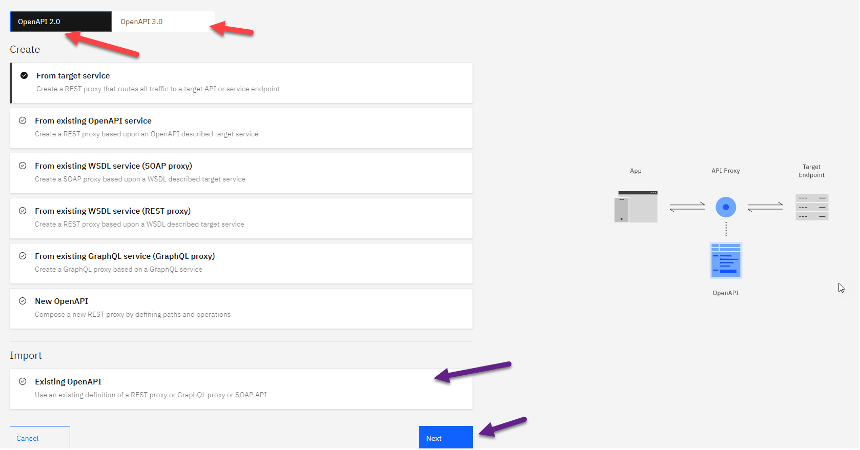 OpenAPI 2.0
OpenAPI 3.0
Create
From target service
Create a REST proxy that routes all traffic to a target API or service endpoint
From existing OpenAPI service
Create a REST proxy based upon an OpenAPI described target service
From existing WSDL service (SOAP proxy)
Create a SOAP proxy based upon a WSDL described target service
From existing WSDL service (REST proxy)
Create a REST proxy based upon a WSDL described target service
From existing GraphQL service (GraphQL proxy)
Create a GraphQL proxy based on a GraphQL service
New OpenAPI
Compose a new REST proxy by defining paths and operations
Import
Existing OpenAPI
Use an existing definition of a REST proxy or GraphQL proxy or SOAP API
Cancel
Next
App
API Proxy
Target
Endpoint
OpenAPI